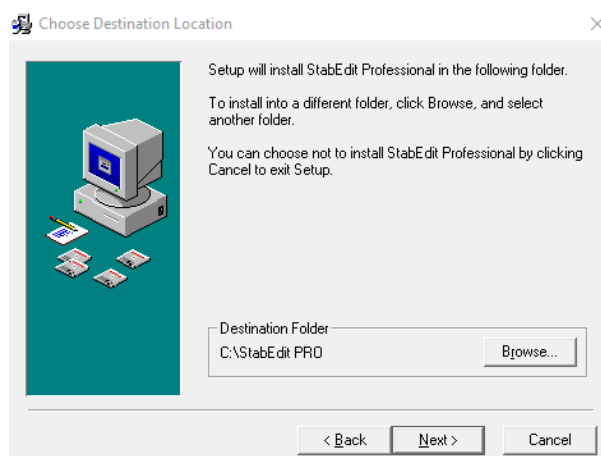 Choose Destination Location
Setup will install StabEdit Professional in the following folder.
To install into a different folder, click Browse, and select
another folder.
You can choose not to install StabEdit Professional by clicking
Cancel to exit Setup.
Destination Folder
C:\StabEdit PRO
Browse...
< Back
Next >
Cancel